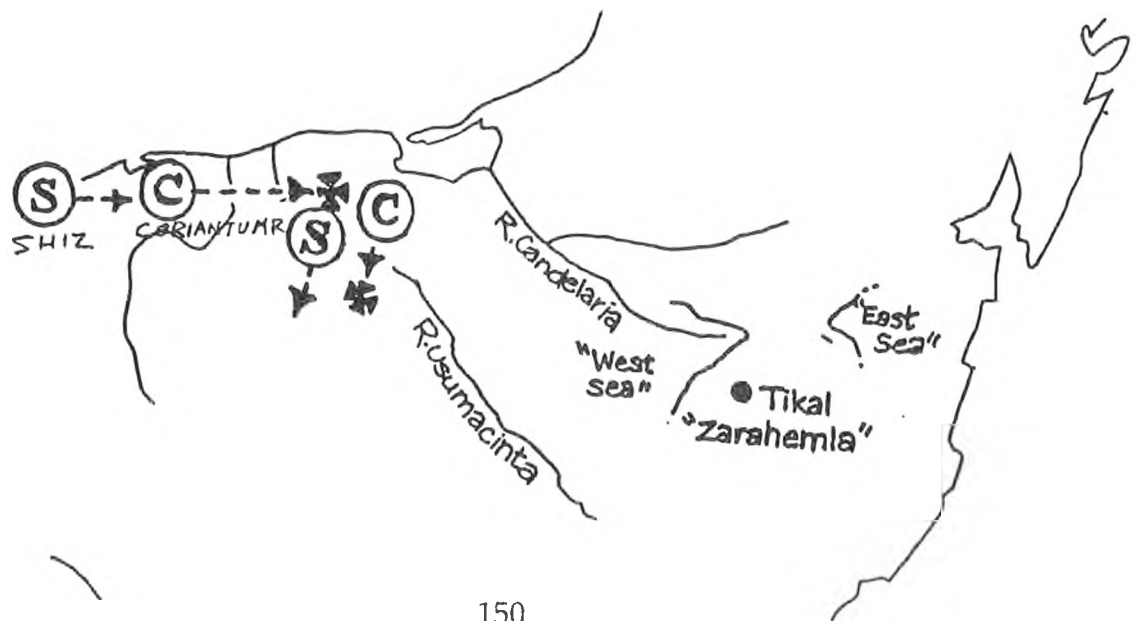 S
C
SHIZ
CORIANTUMR
S
C
R.Candelaria
R.Usumacinta
"West
sea"
"East
Sea"
Tikal
"Zarahemla"
150